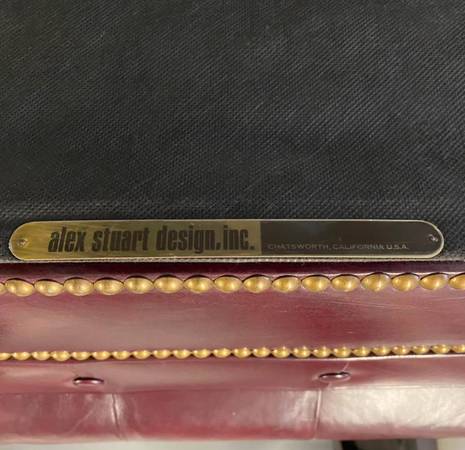 alex stuart design, inc. CHATSWORTH, CALIFORNIA U.S.A.